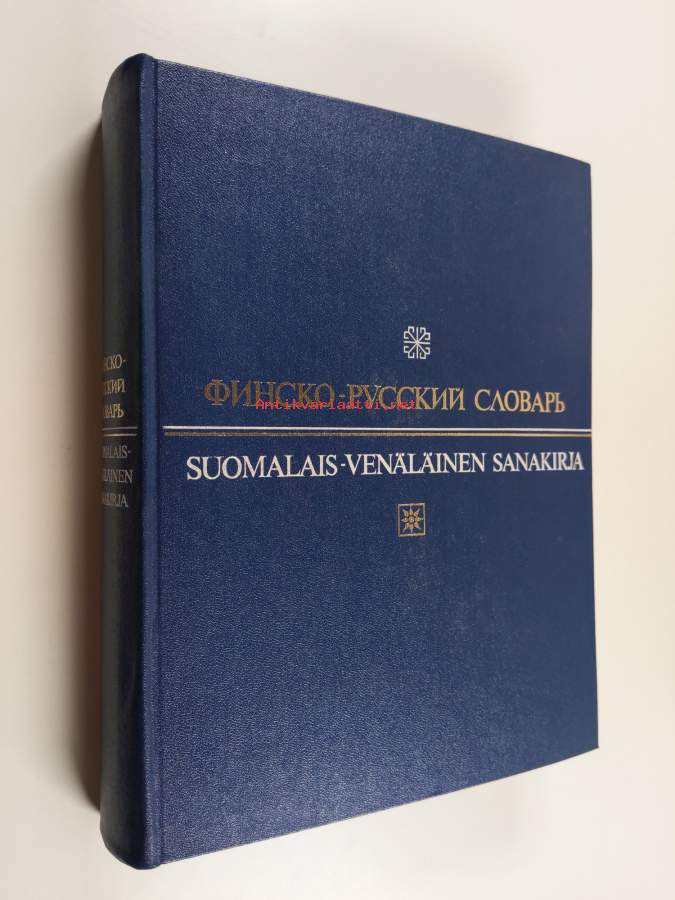 ФИНСКО-РУССКИЙ СЛОВАРЬ
Antikvariaatti.net
SUOMALAIS-VENÄLÄINEN SANAKIRJA